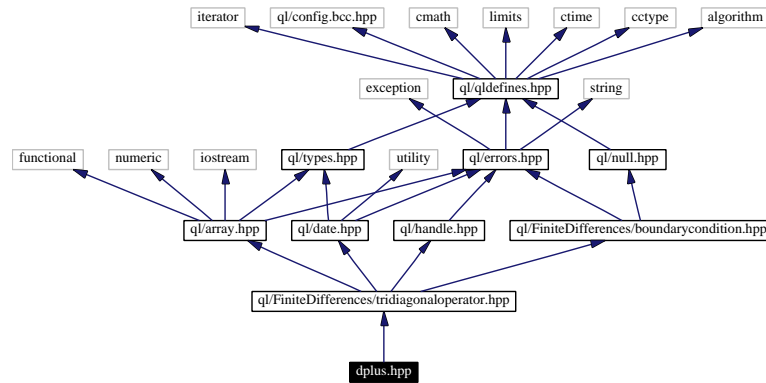 iterator ql/config.bcc.hpp cmath limits ctime cctype algorithm
exception ql/qldefines.hpp string
functional numeric iostream ql/types.hpp utility ql/errors.hpp ql/null.hpp
ql/array.hpp ql/date.hpp ql/handle.hpp ql/FiniteDifferences/boundarycondition.hpp
ql/FiniteDifferences/tridiagonaloperator.hpp
dplus.hpp